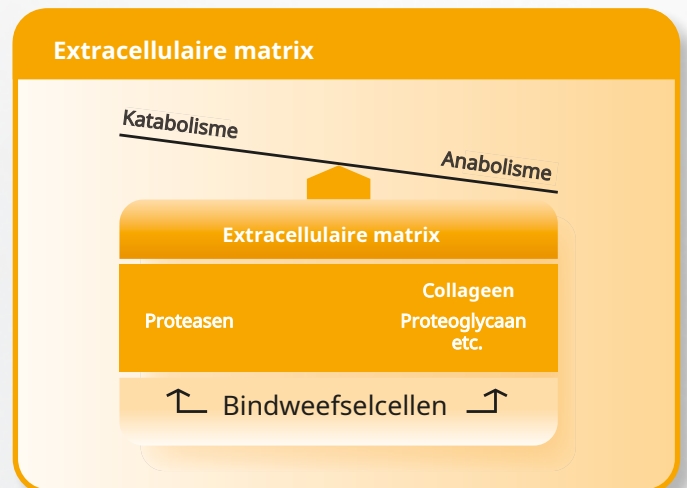 Extracellulaire matrix
Katabolisme
Anabolisme
Extracellulaire matrix
Collageen
Proteasen
Proteoglycaan
etc.
Bindweefselcellen